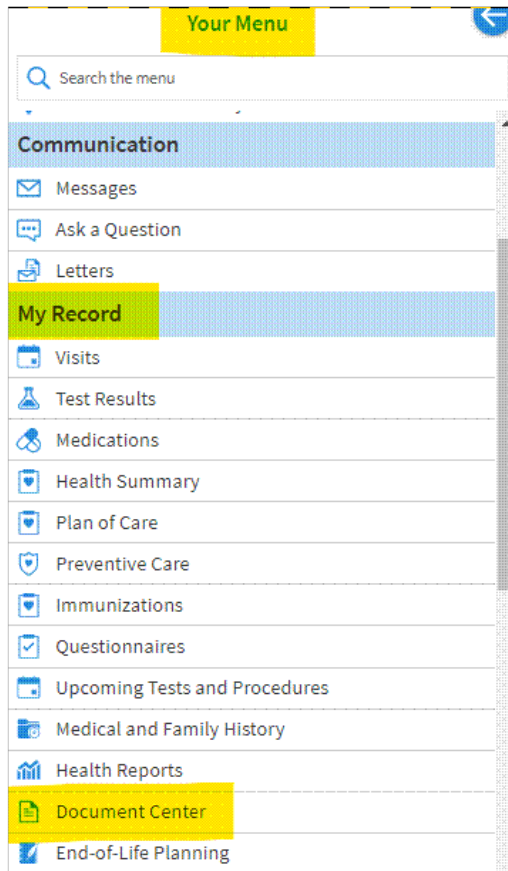 Your Menu
Search the menu
Communication
Messages
Ask a Question
Letters
My Record
Visits
Test Results
Medications
Health Summary
Plan of Care
Preventive Care
Immunizations
Questionnaires
Upcoming Tests and Procedures
Medical and Family History
Health Reports
Document Center
End-of-Life Planning